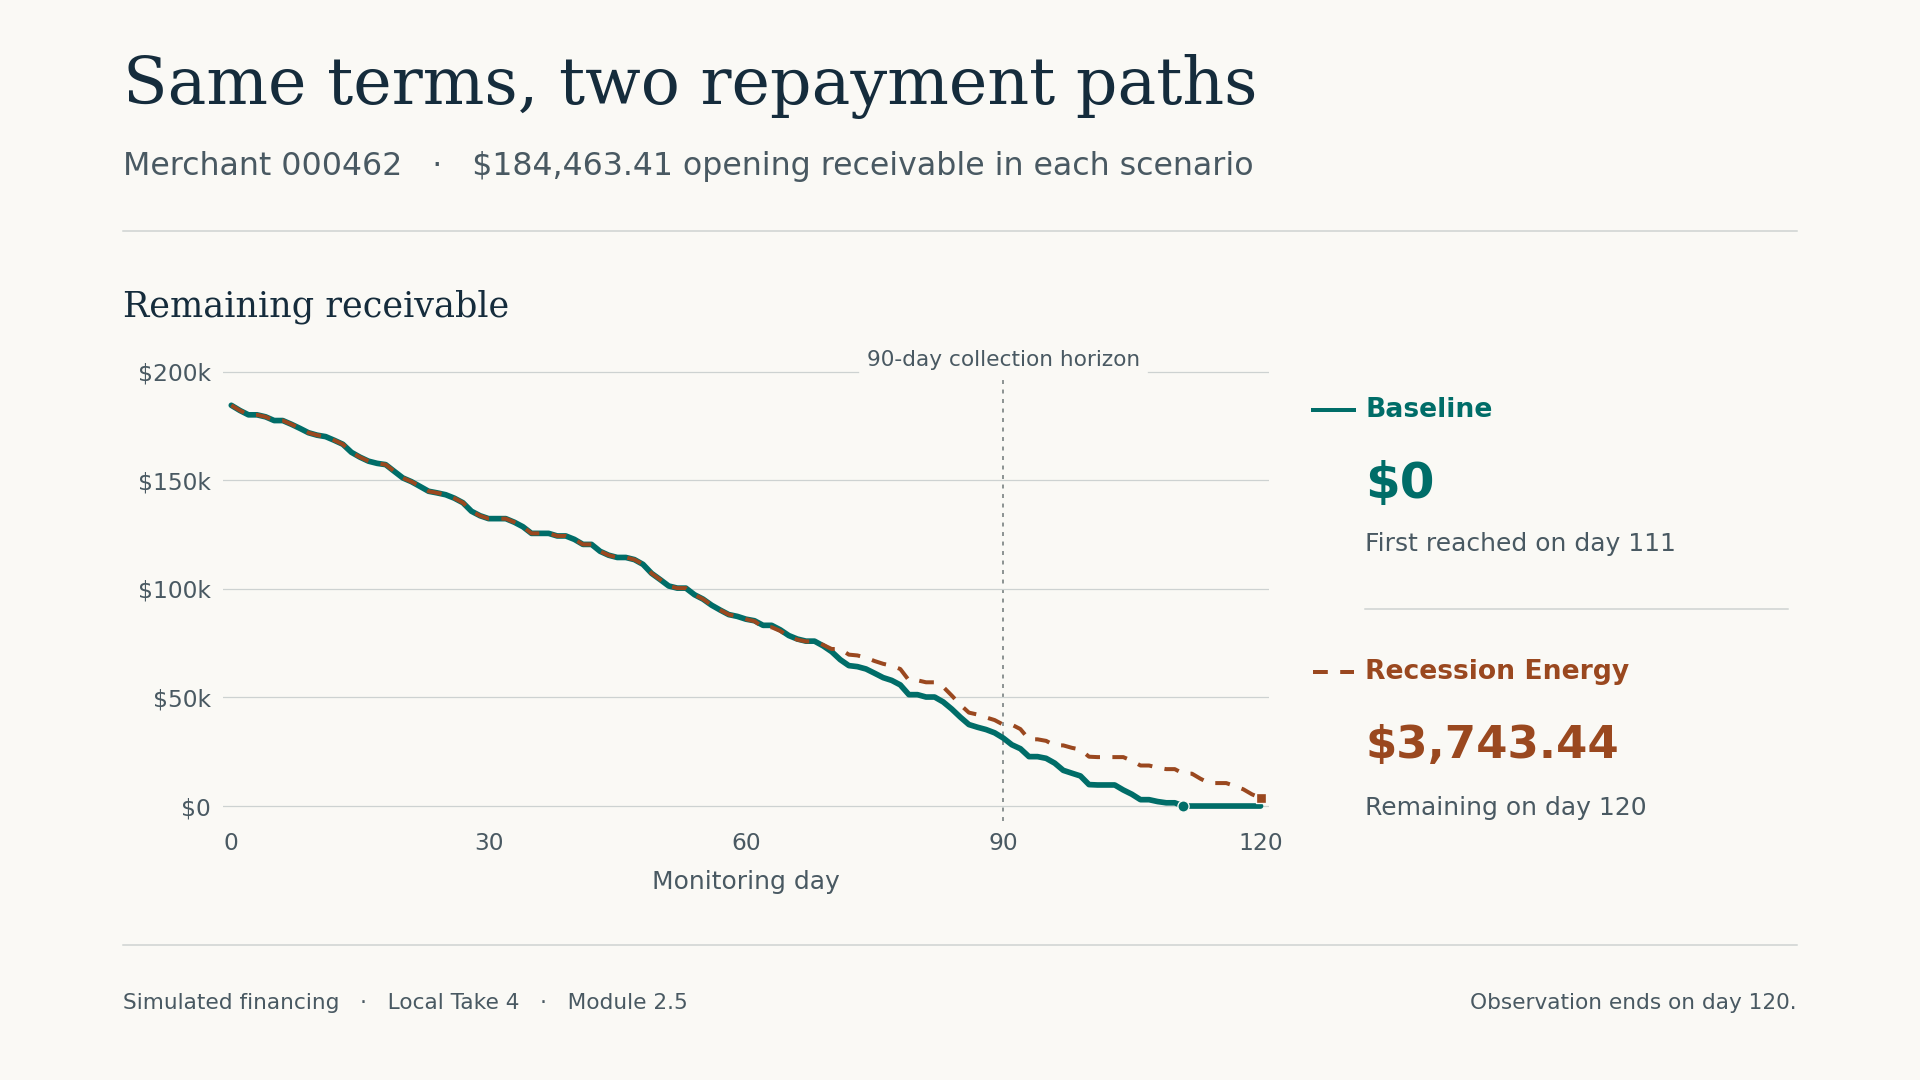 Same terms, two repayment paths
Merchant 000462 · $184,463.41 opening receivable in each scenario
Remaining receivable
90-day collection horizon
$200k
$150k
$100k
$50k
$0
0 30 60 90 120
Monitoring day
Baseline
$0
First reached on day 111
Recession Energy
$3,743.44
Remaining on day 120
Simulated financing · Local Take 4 · Module 2.5
Observation ends on day 120.